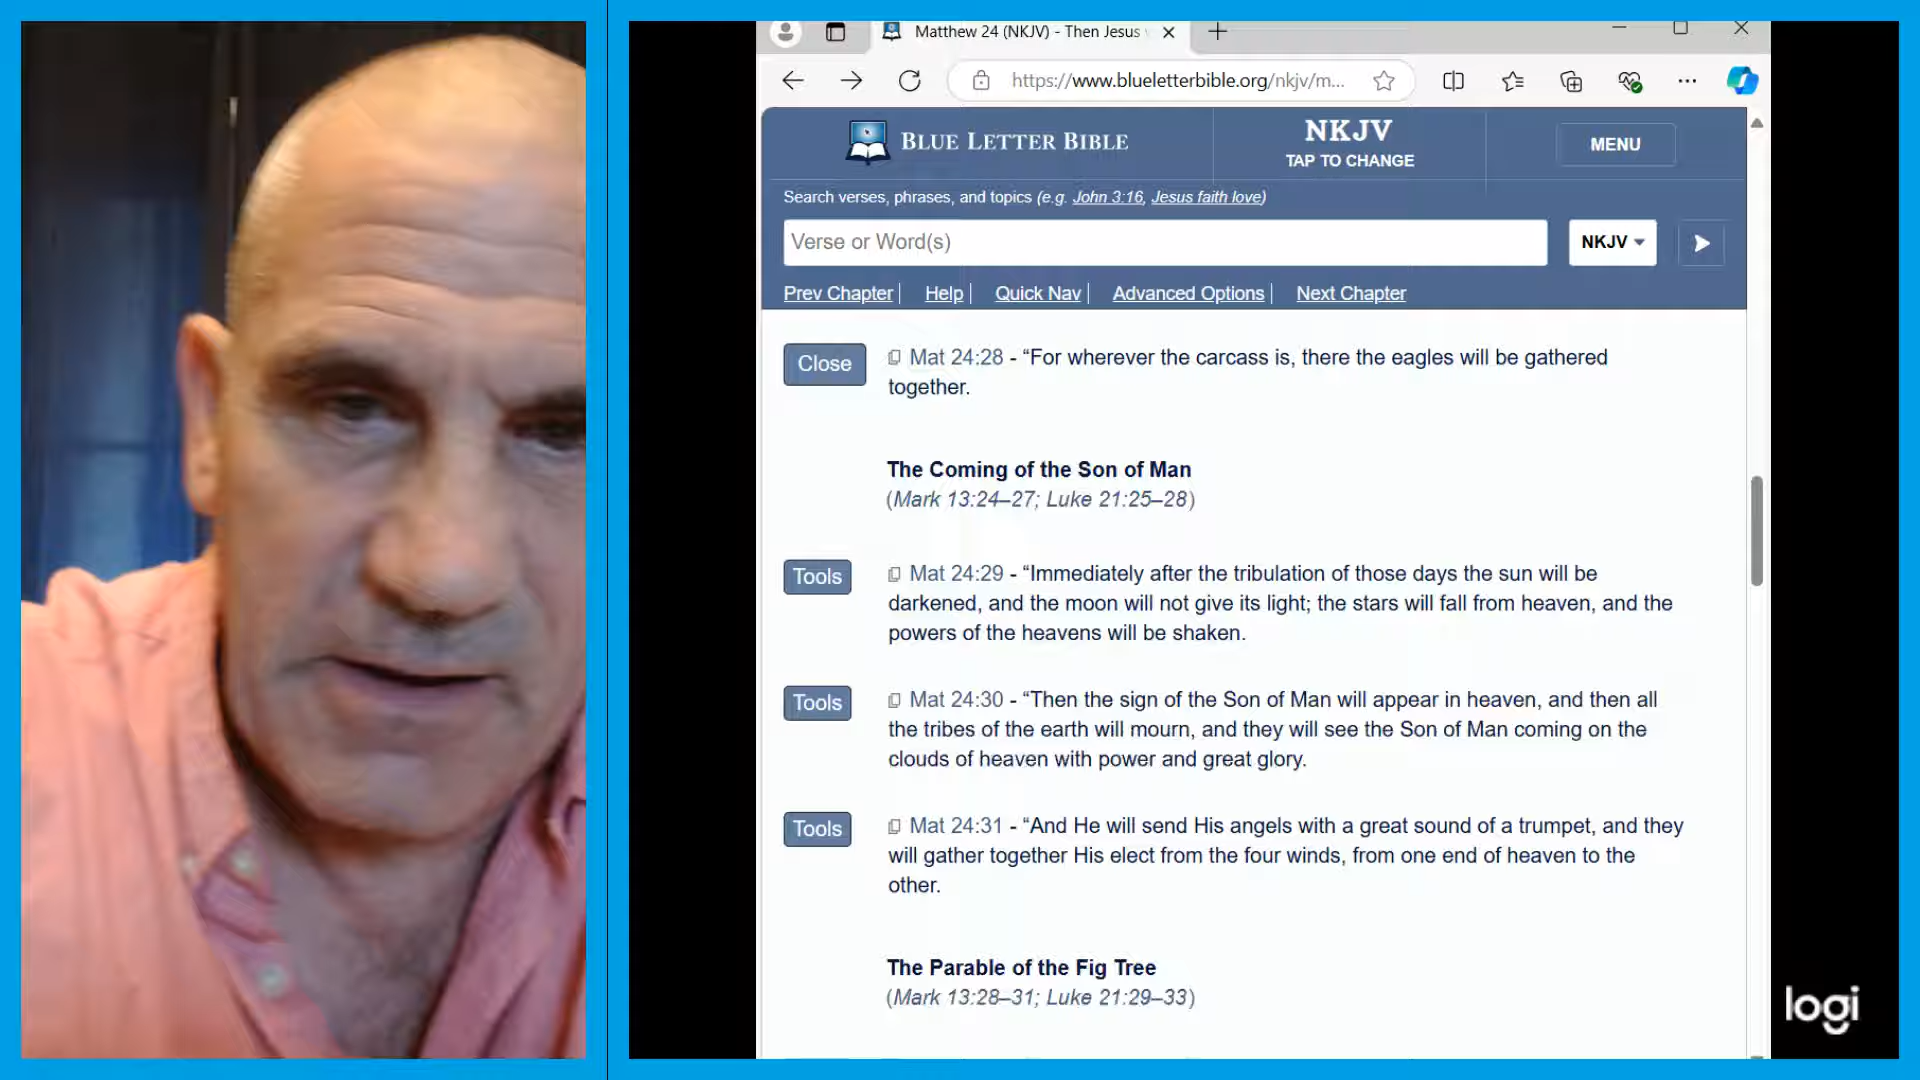 Matthew 24 (NKJV) - Then Jesus
https://www.blueletterbible.org/nkjv/m...
BLUE LETTER BIBLE
NKJV
TAP TO CHANGE
MENU
Search verses, phrases, and topics (e.g. John 3:16, Jesus faith love)
Verse or Word(s)
NKJV
Prev Chapter | Help | Quick Nav | Advanced Options | Next Chapter
Close
Mat 24:28 - “For wherever the carcass is, there the eagles will be gathered
together.
The Coming of the Son of Man
(Mark 13:24–27; Luke 21:25–28)
Tools
Mat 24:29 - “Immediately after the tribulation of those days the sun will be
darkened, and the moon will not give its light; the stars will fall from heaven, and the
powers of the heavens will be shaken.
Tools
Mat 24:30 - “Then the sign of the Son of Man will appear in heaven, and then all
the tribes of the earth will mourn, and they will see the Son of Man coming on the
clouds of heaven with power and great glory.
Tools
Mat 24:31 - “And He will send His angels with a great sound of a trumpet, and they
will gather together His elect from the four winds, from one end of heaven to the
other.
The Parable of the Fig Tree
(Mark 13:28–31; Luke 21:29–33)
logi